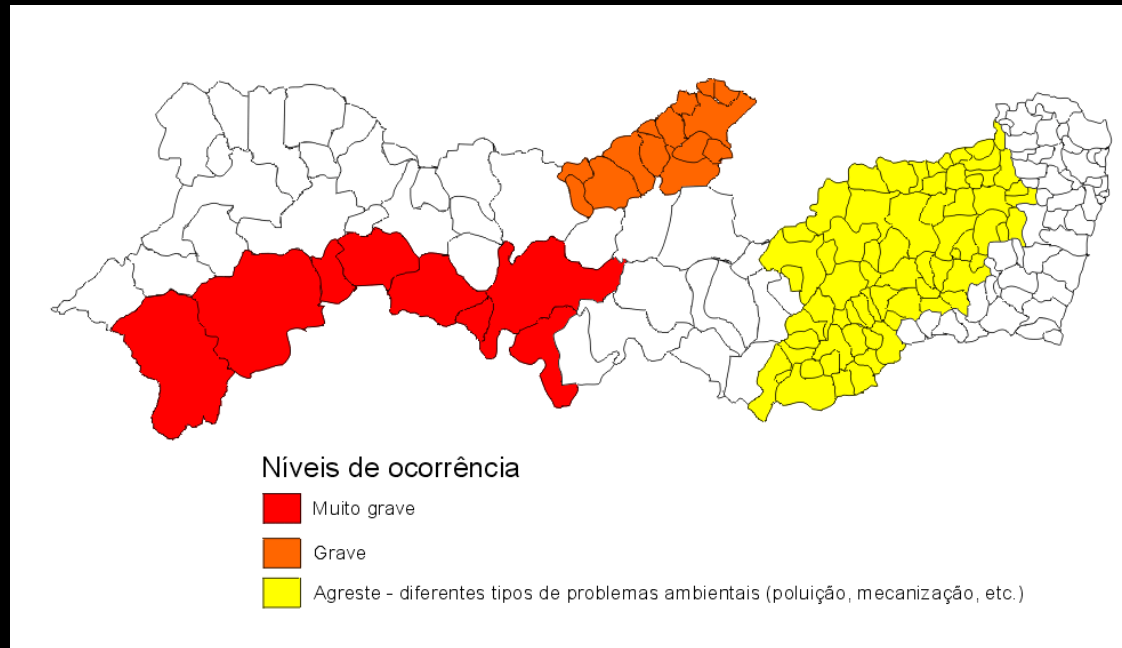 Níveis de ocorrência
Muito grave
Grave
Agreste - diferentes tipos de problemas ambientais (poluição, mecanização, etc.)